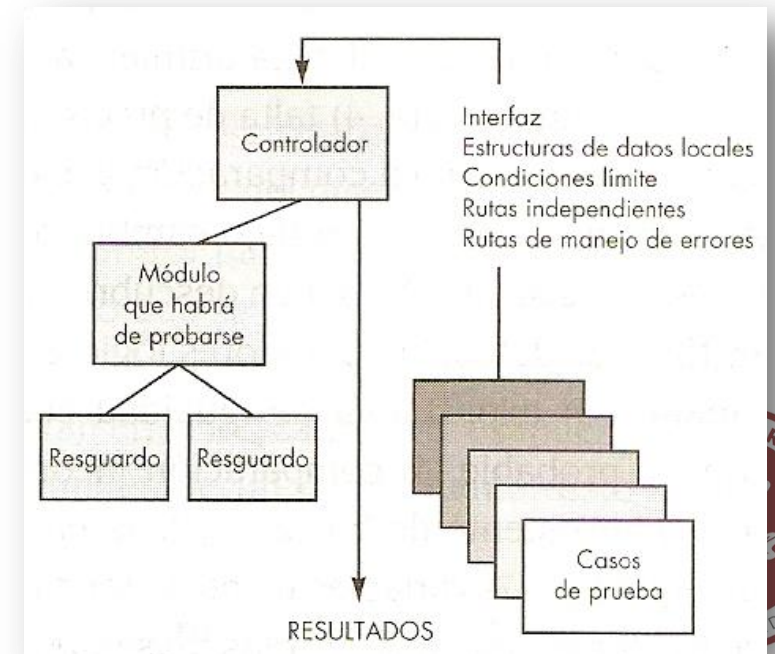 Controlador
Interfaz
Estructuras de datos locales
Condiciones límite
Rutas independientes
Rutas de manejo de errores
Módulo
que habrá
de probarse
Resguardo
Resguardo
Casos
de prueba
RESULTADOS